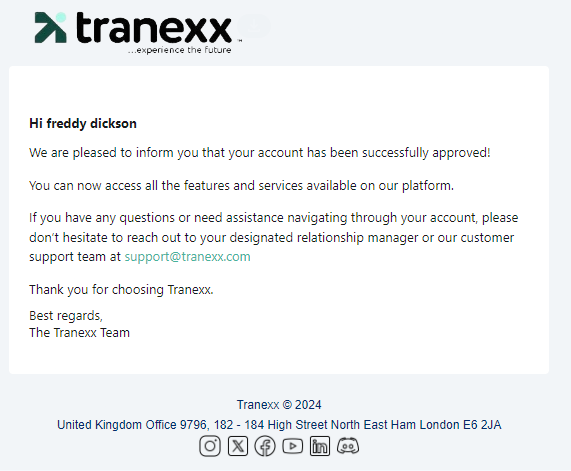 tranexx™
...experience the future
Hi freddy dickson
We are pleased to inform you that your account has been successfully approved!
You can now access all the features and services available on our platform.
If you have any questions or need assistance navigating through your account, please
don’t hesitate to reach out to your designated relationship manager or our customer
support team at support@tranexx.com
Thank you for choosing Tranexx.
Best regards,
The Tranexx Team
Tranexx © 2024
United Kingdom Office 9796, 182 - 184 High Street North East Ham London E6 2JA